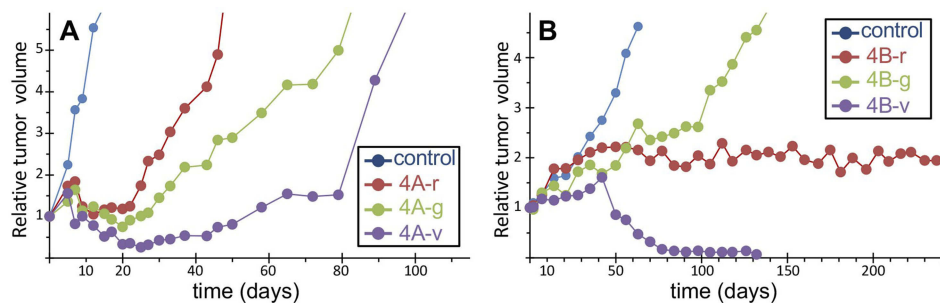 A
Relative tumor volume
5
4
3
2
1
10
20
40
60
80
100
time (days)
control
4A-r
4A-g
4A-v
B
Relative tumor volume
4
3
2
1
10
50
100
150
200
time (days)
control
4B-r
4B-g
4B-v